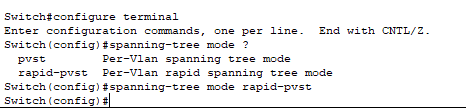 Switch#configure terminal
Enter configuration commands, one per line.  End with CNTL/Z.
Switch(config)#spanning-tree mode ?
  pvst        Per-Vlan spanning tree mode
  rapid-pvst  Per-Vlan rapid spanning tree mode
Switch(config)#spanning-tree mode rapid-pvst
Switch(config)#